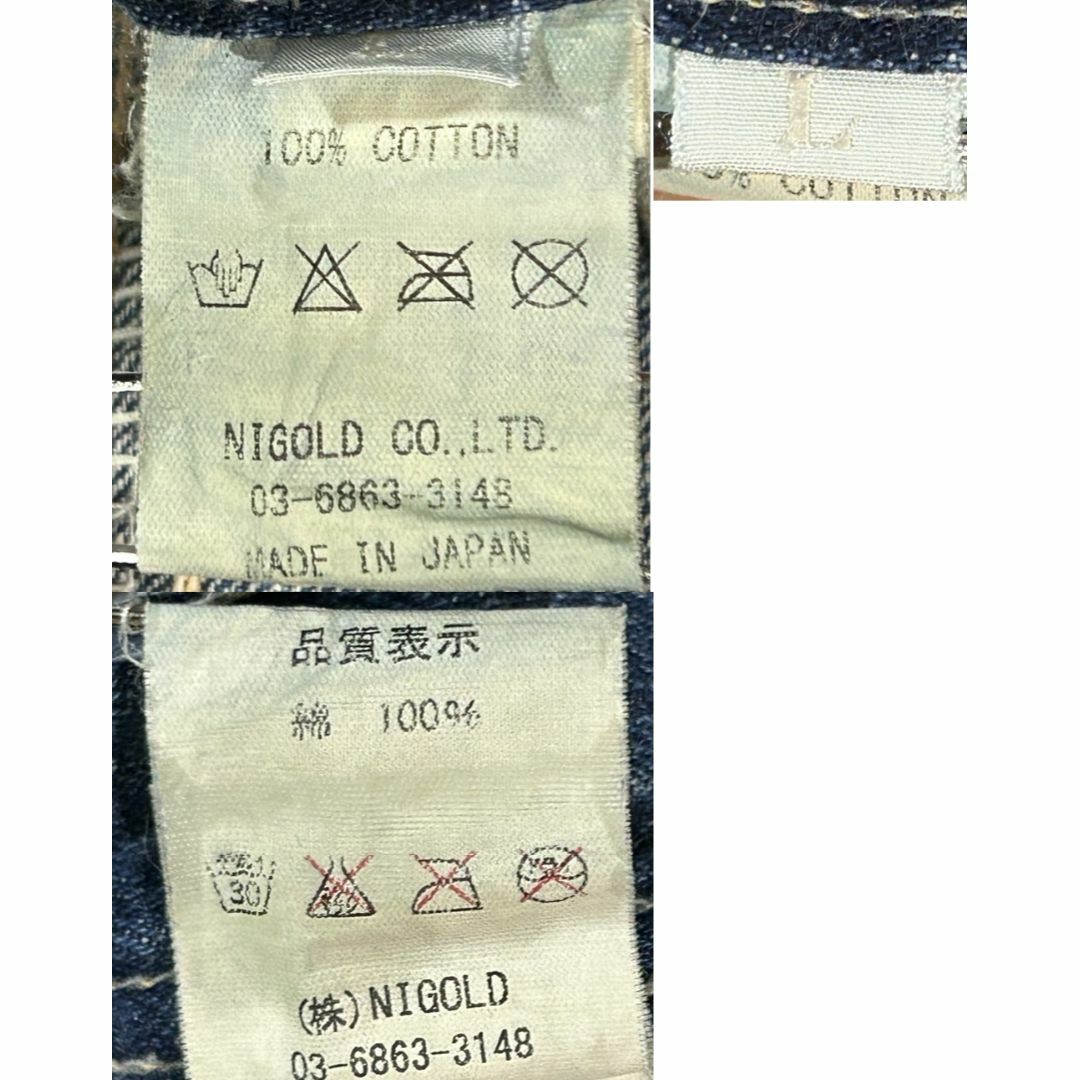 100% COTTON
NIGOLD CO.,LTD.
03-6863-3148
MADE IN JAPAN
L
% COTTON
品質表示
綿 100%
30
(株)NIGOLD
03-6863-3148